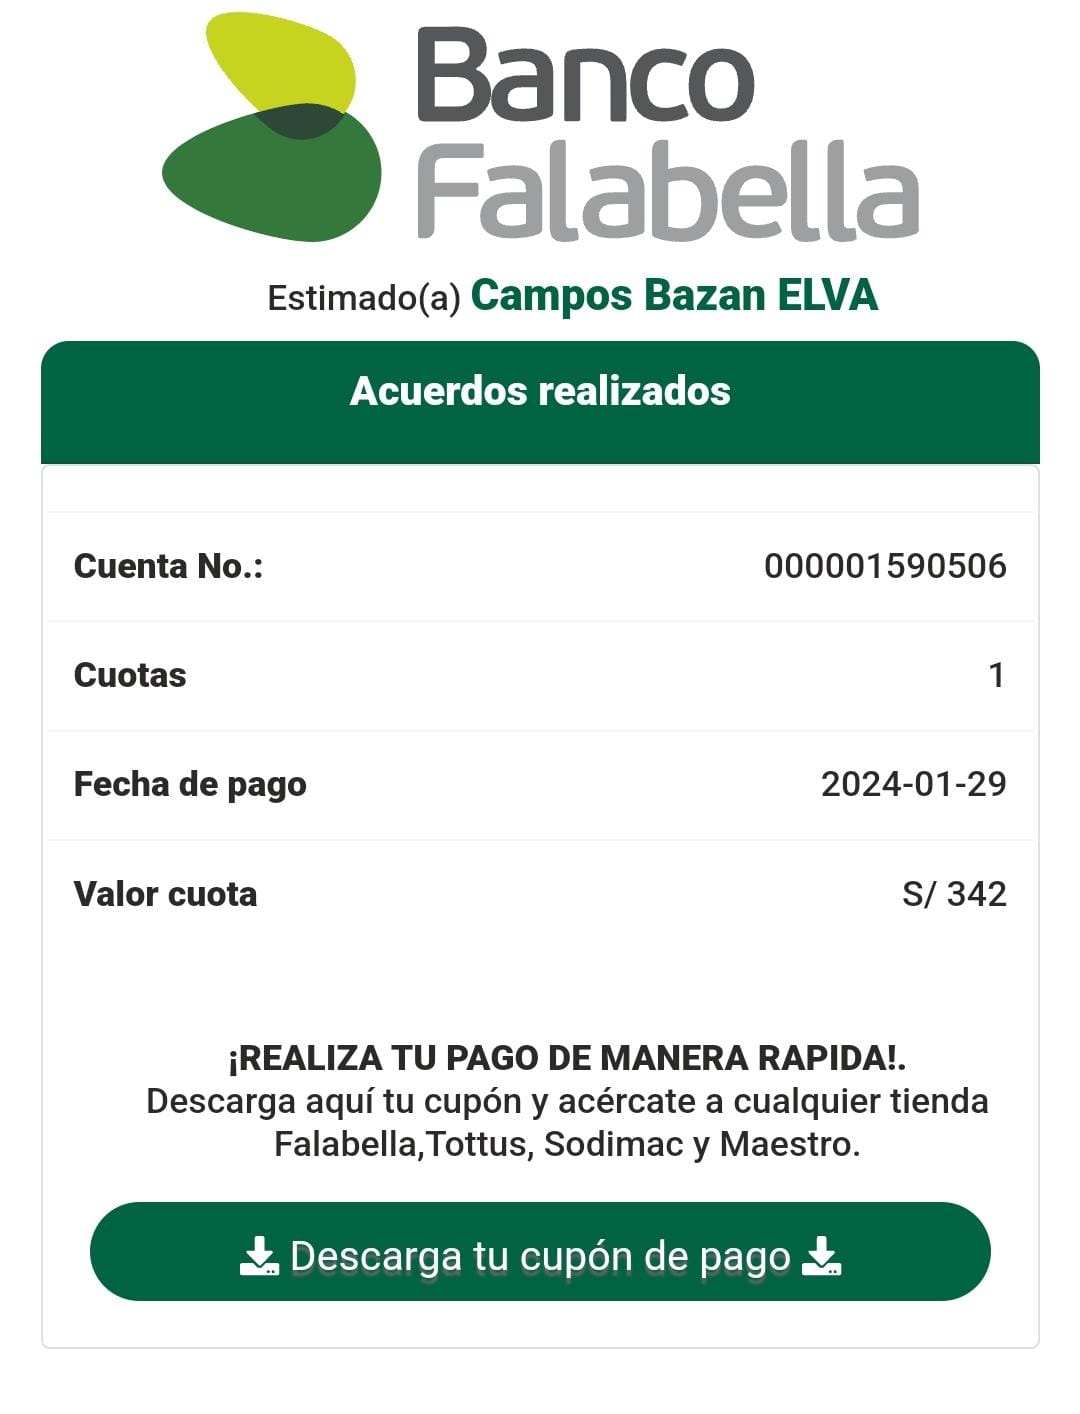 Banco
Falabella
Estimado(a) Campos Bazan ELVA
Acuerdos realizados
Cuenta No.: 000001590506
Cuotas 1
Fecha de pago 2024-01-29
Valor cuota S/ 342
¡REALIZA TU PAGO DE MANERA RAPIDA!.
Descarga aquí tu cupón y acércate a cualquier tienda
Falabella,Tottus, Sodimac y Maestro.
Descarga tu cupón de pago